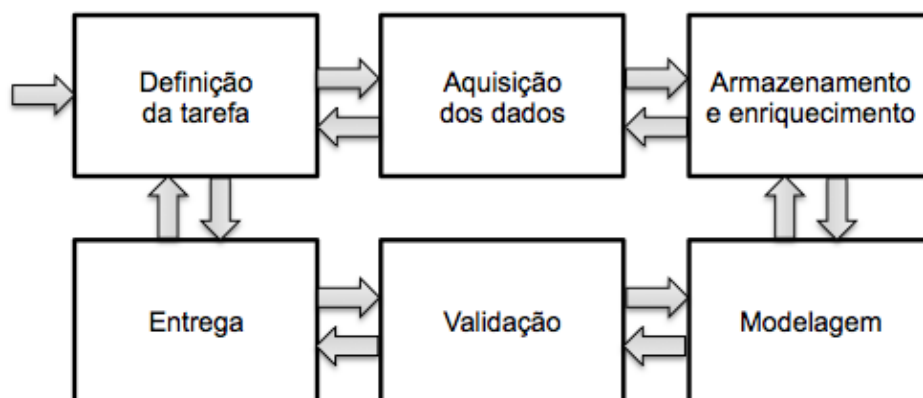 Definição
da tarefa
Aquisição
dos dados
Armazenamento
e enriquecimento
Entrega
Validação
Modelagem